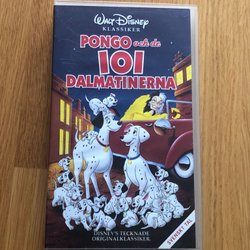 WALT DISNEY
KLASSIKER
PONGO och de
101
DALMATINERNA
DISNEY'S TECKNADE
ORIGINALKLASSIKER.
SVENSKT TAL